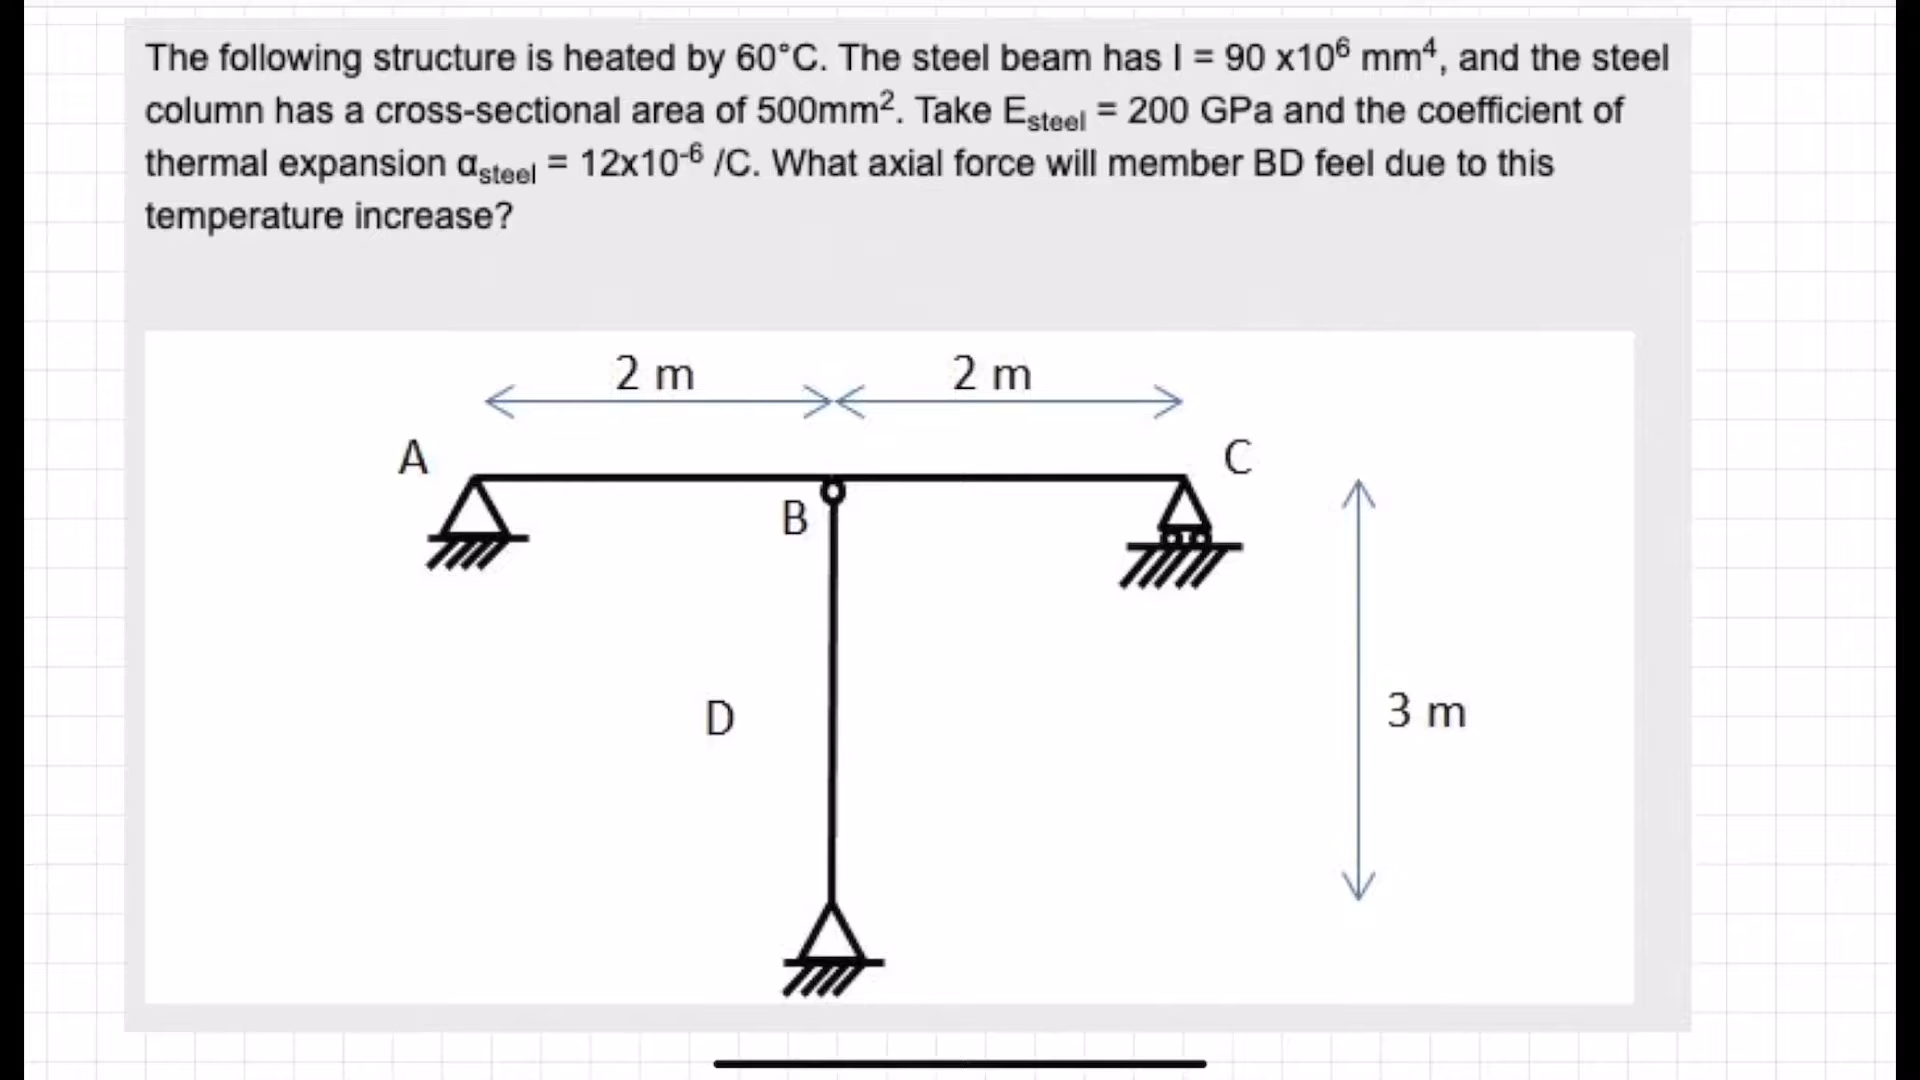 The following structure is heated by 60°C. The steel beam has I = 90 x10⁶ mm⁴, and the steel
column has a cross-sectional area of 500mm². Take Esteel = 200 GPa and the coefficient of
thermal expansion αsteel = 12x10⁻⁶ /C. What axial force will member BD feel due to this
temperature increase?
2 m 2 m
A C
B
D 3 m